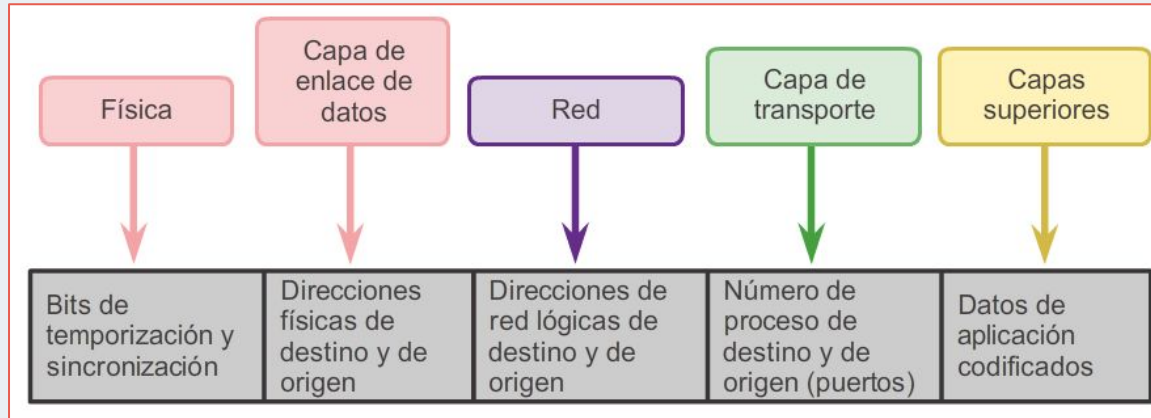 Física
Capa de
enlace de
datos
Red
Capa de
transporte
Capas
superiores
Bits de
temporización y
sincronización
Direcciones
físicas de
destino y de
origen
Direcciones de
red lógicas de
destino y de
origen
Número de
proceso de
destino y de
origen (puertos)
Datos de
aplicación
codificados